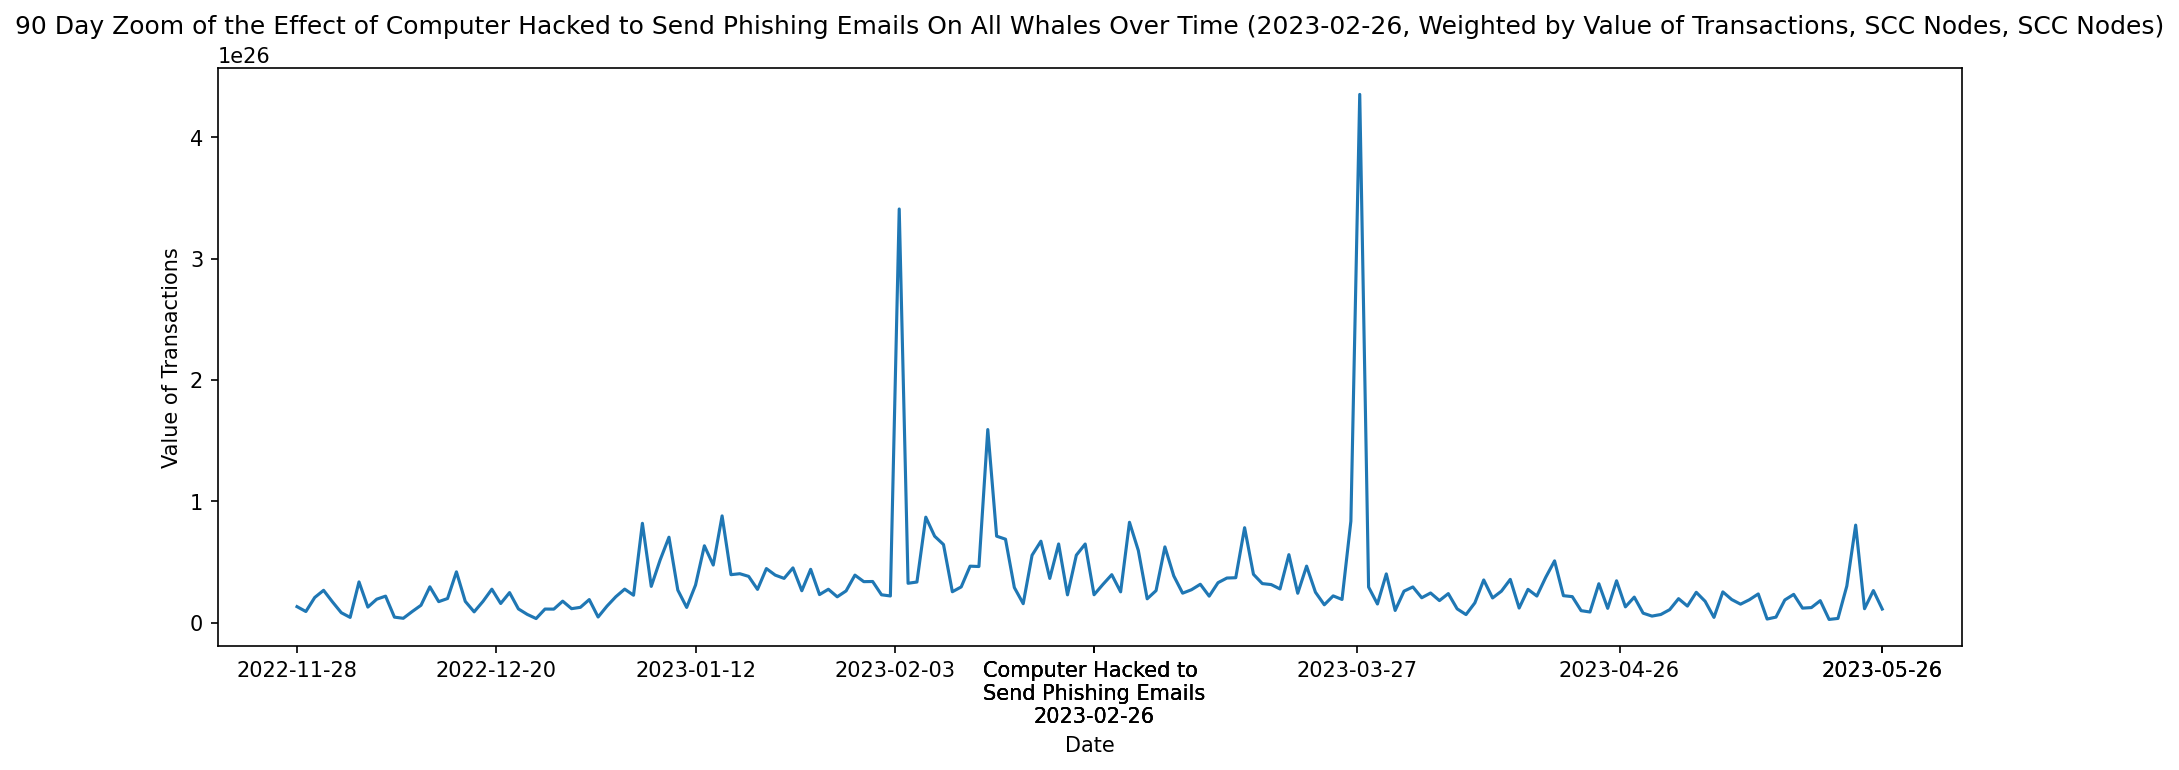 90 Day Zoom of the Effect of Computer Hacked to Send Phishing Emails On All Whales Over Time (2023-02-26, Weighted by Value of Transactions, SCC Nodes, SCC Nodes)
1e26
4
3
2
1
0
Value of Transactions
2022-11-28 2022-12-20 2023-01-12 2023-02-03 Computer Hacked to 2023-03-27 2023-04-26 2023-05-26
Send Phishing Emails
2023-02-26
Date